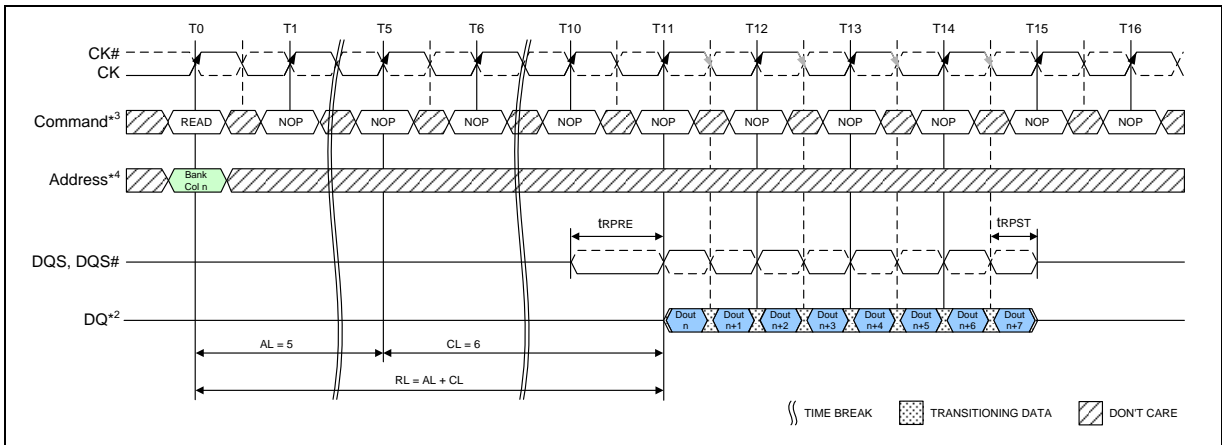 T0 T1 T5 T6 T10 T11 T12 T13 T14 T15 T16
CK#
CK
Command*3 READ NOP NOP NOP NOP NOP NOP NOP NOP NOP NOP
Address*4 Bank
Col n
tRPRE tRPST
DQS, DQS#
DQ*2 Dout
n Dout
n+1 Dout
n+2 Dout
n+3 Dout
n+4 Dout
n+5 Dout
n+6 Dout
n+7
AL = 5 CL = 6
RL = AL + CL
TIME BREAK TRANSITIONING DATA DON'T CARE